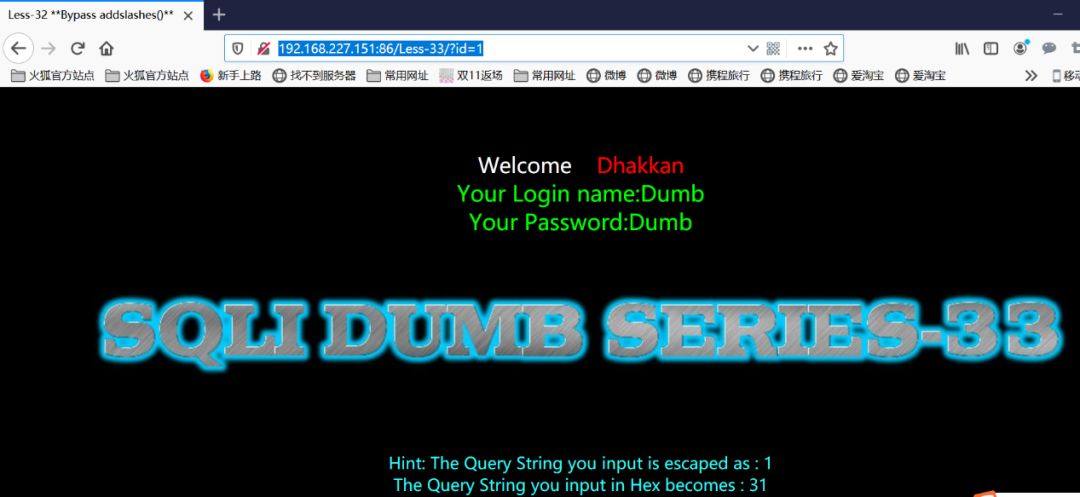 Less-32 **Bypass addslashes()**
192.168.227.151:86/Less-33/?id=1
火狐官方站点 火狐官方站点 新手上路 找不到服务器 常用网址 双11返场 常用网址 微博 微博 携程旅行 携程旅行 爱淘宝 爱淘宝
Welcome Dhakkan
Your Login name:Dumb
Your Password:Dumb
SQLI DUMB SERIES-33
Hint: The Query String you input is escaped as : 1
The Query String you input in Hex becomes : 31